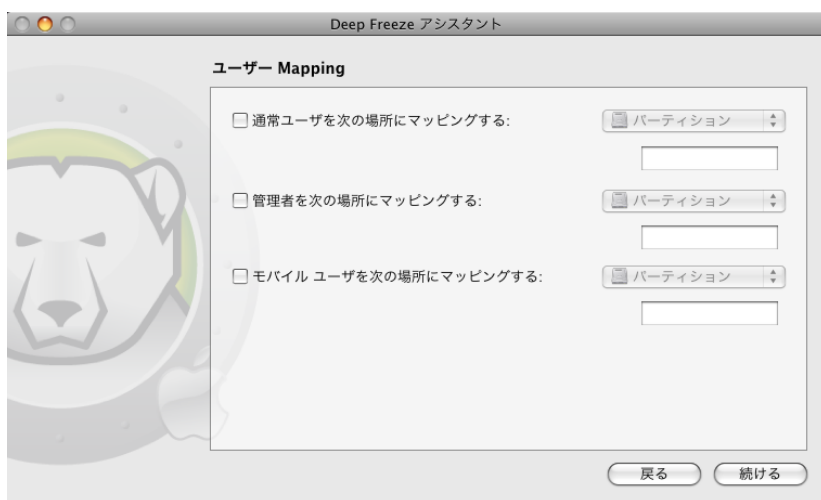 Deep Freeze アシスタント
ユーザー Mapping
通常ユーザを次の場所にマッピングする:
パーティション
管理者を次の場所にマッピングする:
パーティション
モバイル ユーザを次の場所にマッピングする:
パーティション
戻る
続ける